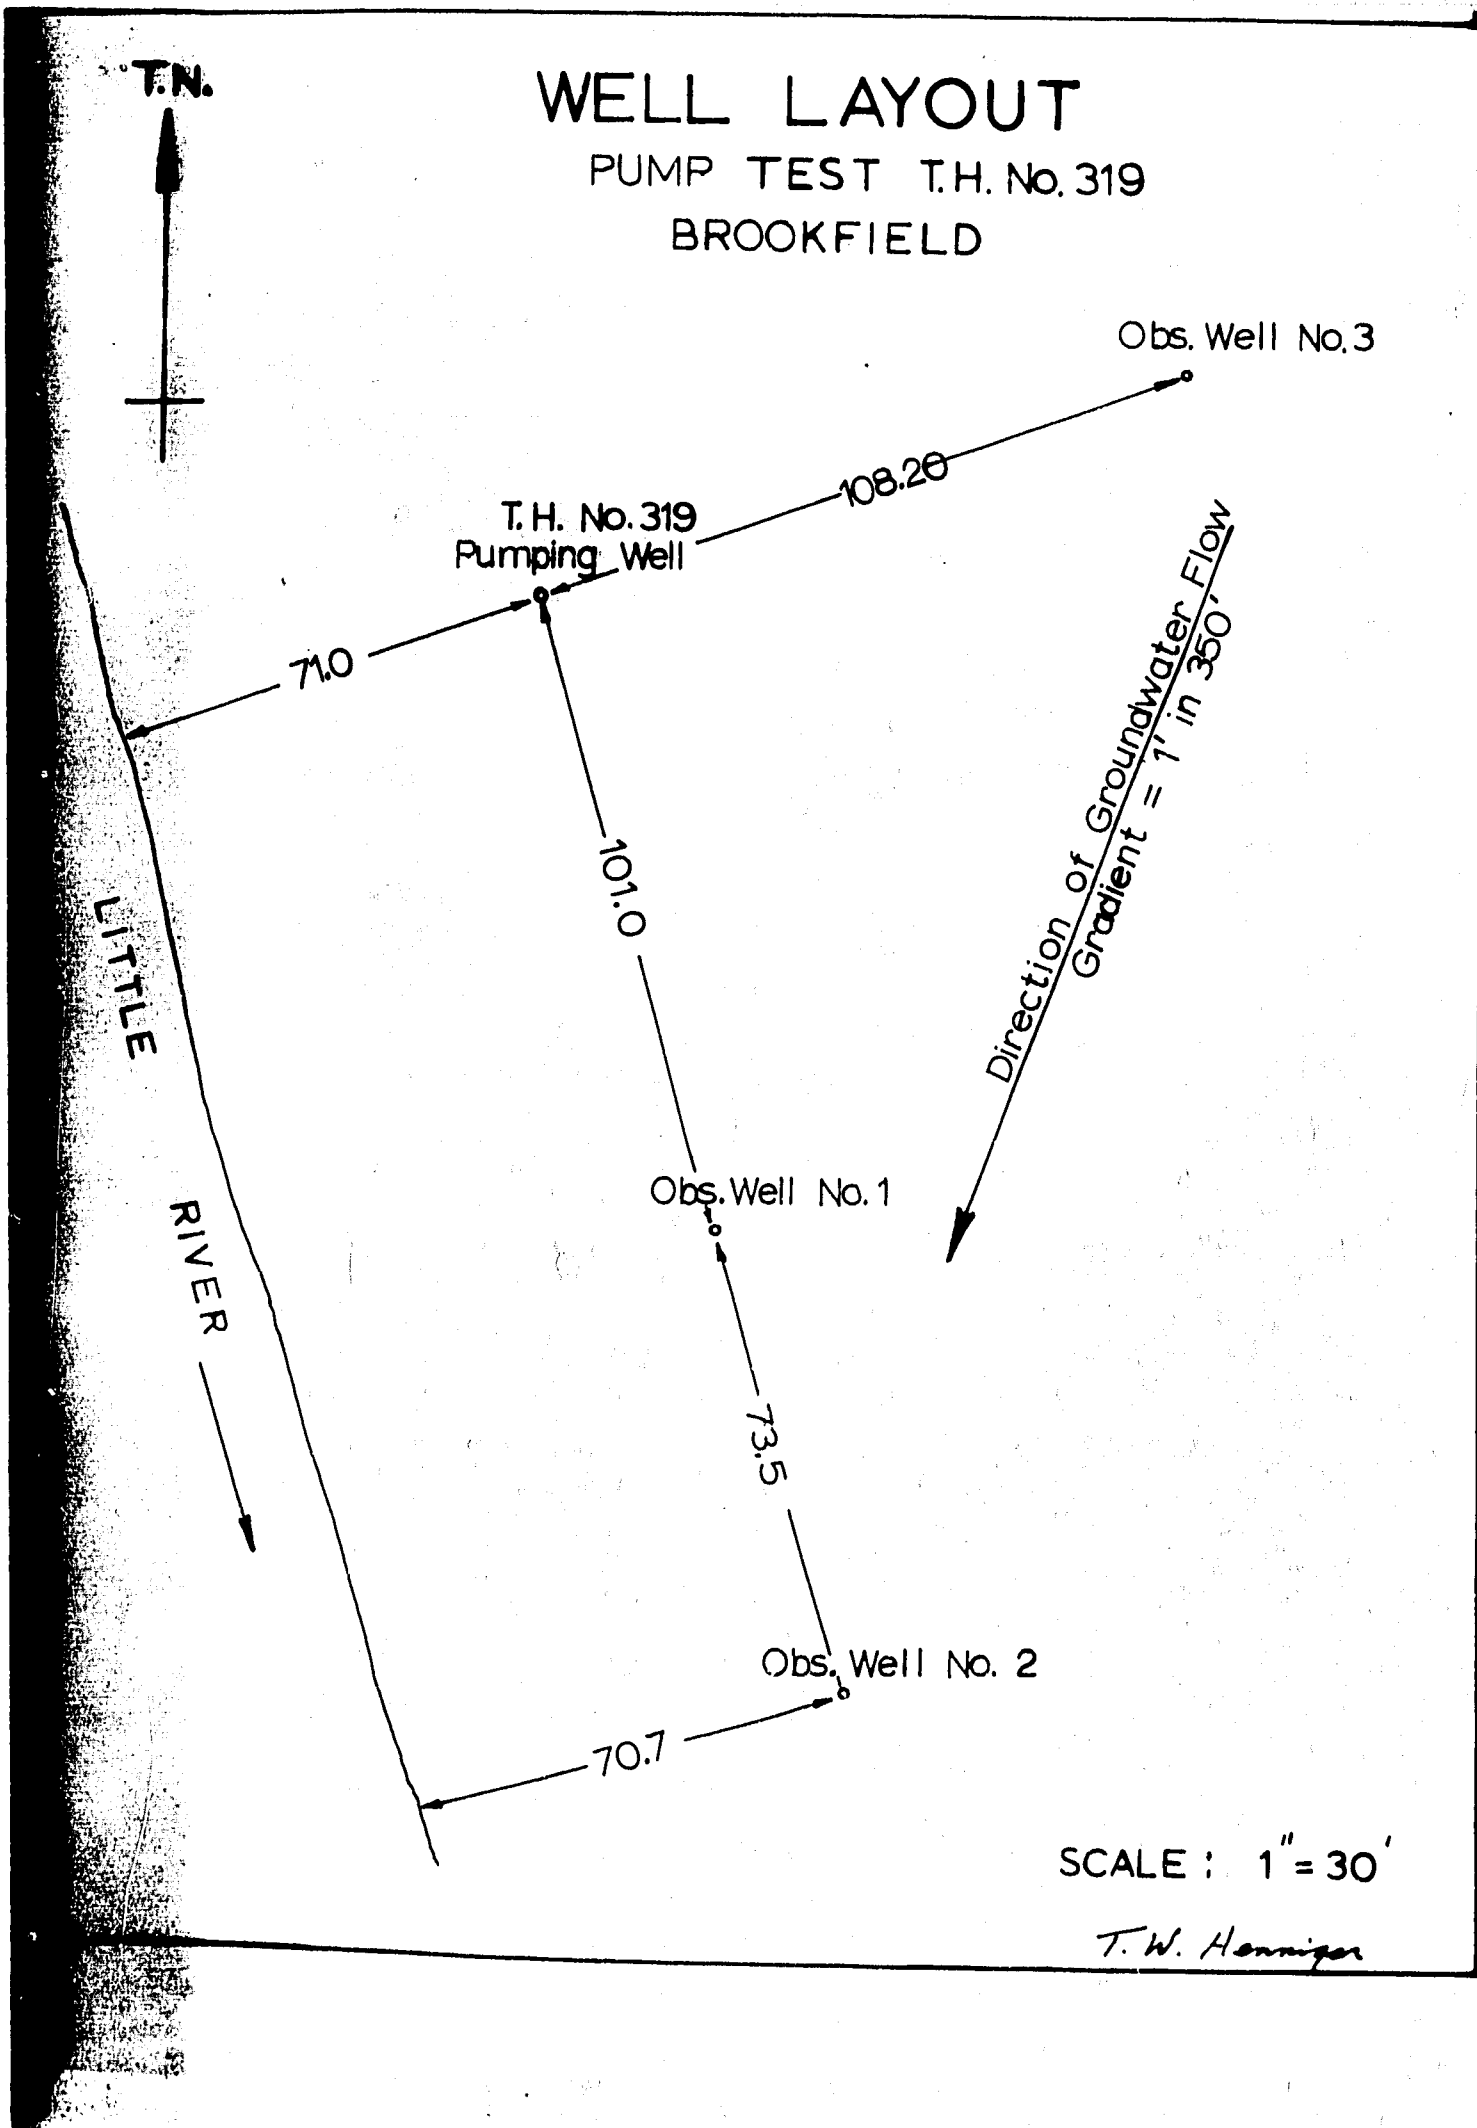 T.N.
WELL LAYOUT
PUMP TEST T.H. No. 319
BROOKFIELD
Obs. Well No. 3
108.20
T.H. No. 319
Pumping Well
71.0
Direction of Groundwater Flow
Gradient = 1' in 350'
101.0
LITTLE
RIVER
Obs. Well No. 1
73.5
Obs. Well No. 2
70.7
SCALE : 1" = 30'
T. W. Hennigar